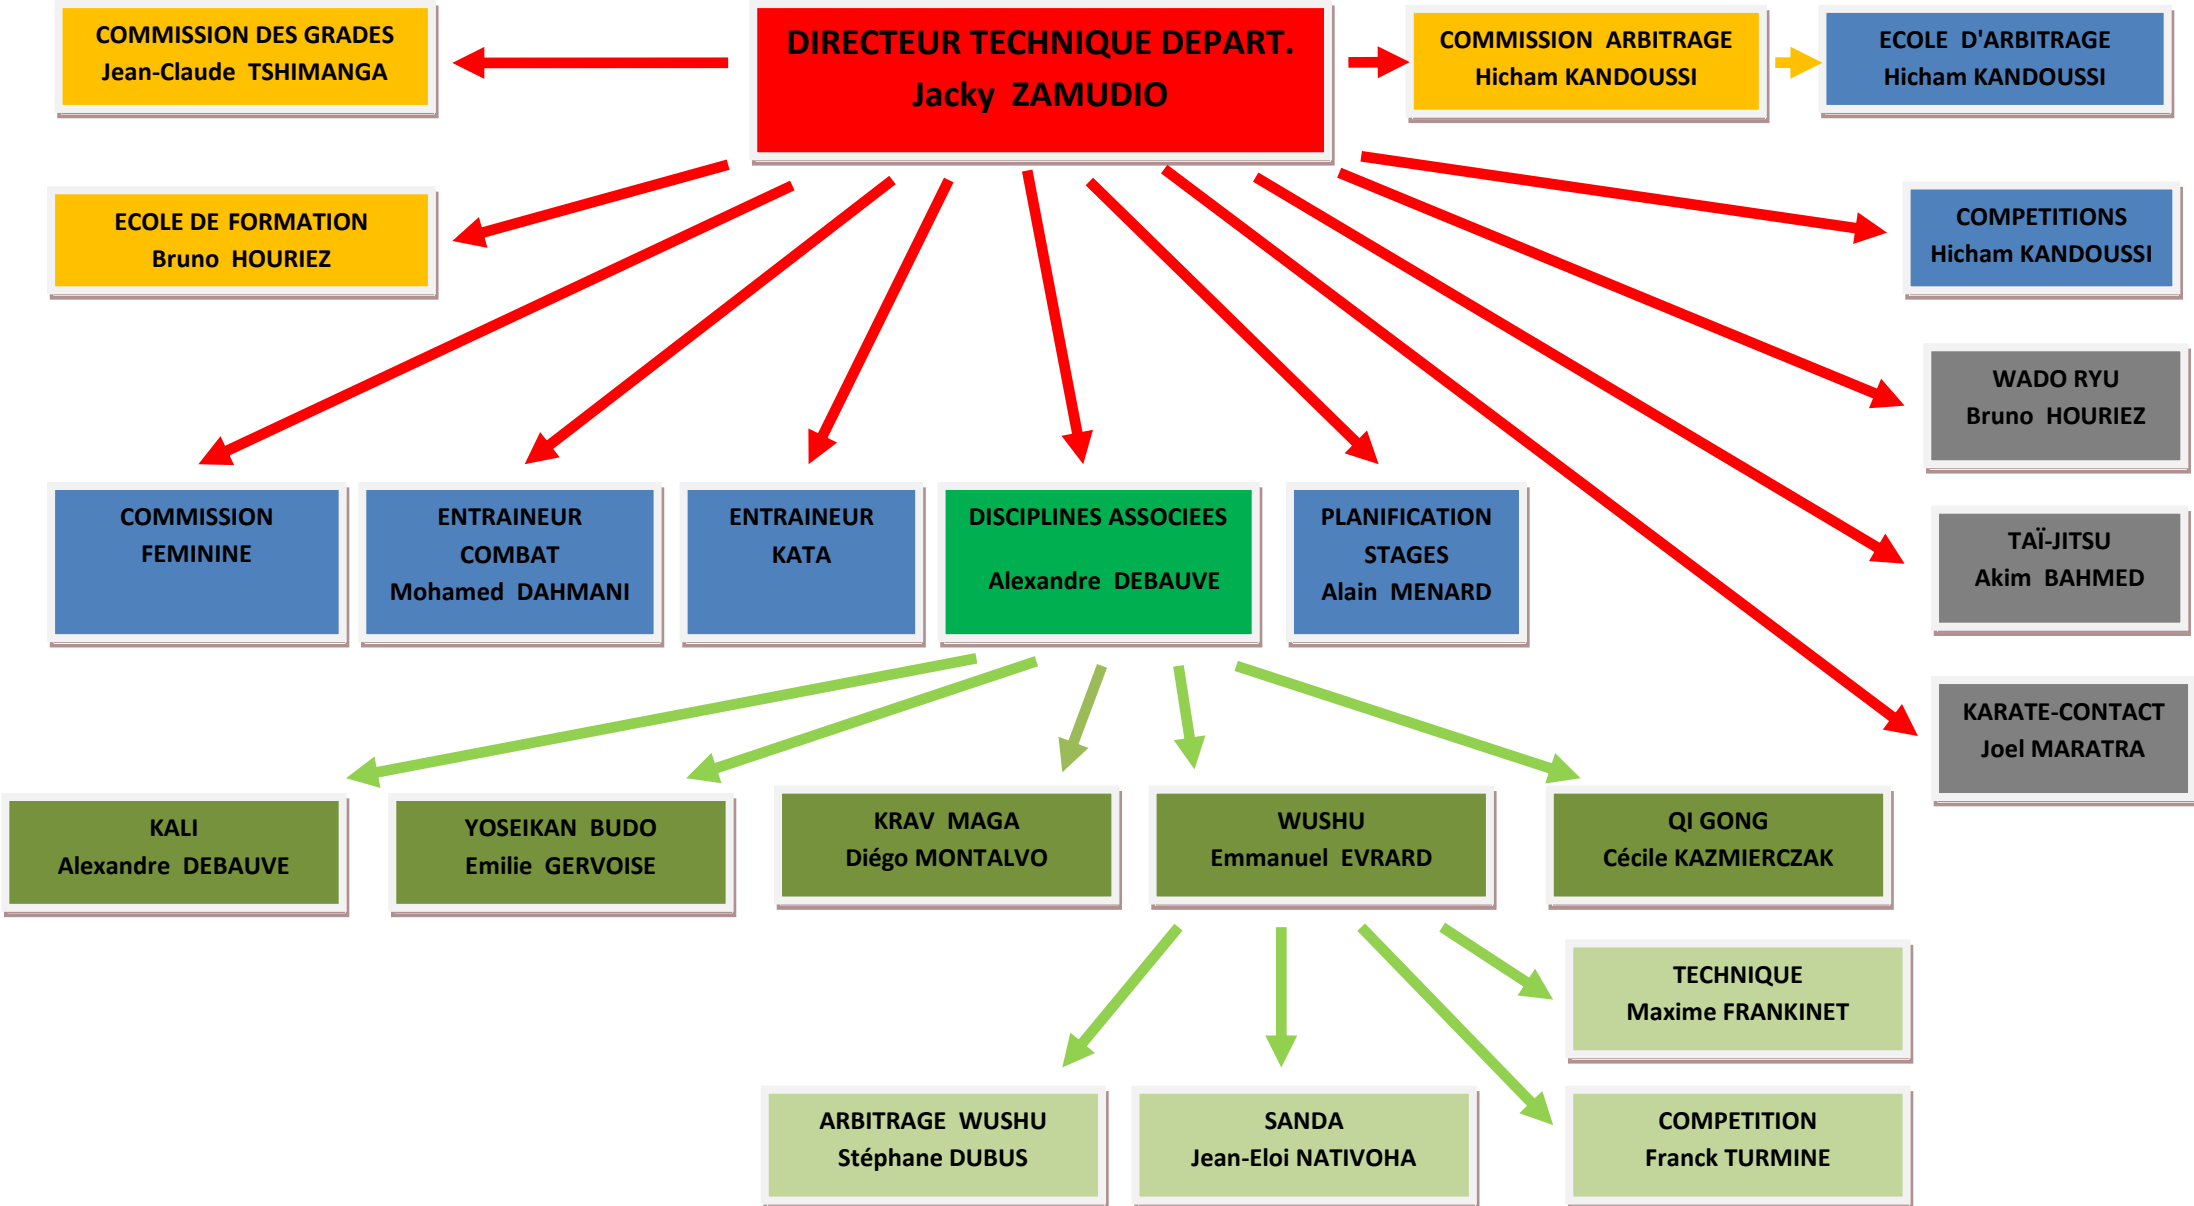 COMMISSION DES GRADES
Jean-Claude TSHIMANGA
DIRECTEUR TECHNIQUE DEPART.
Jacky ZAMUDIO
COMMISSION ARBITRAGE
Hicham KANDOUSSI
ECOLE D'ARBITRAGE
Hicham KANDOUSSI
ECOLE DE FORMATION
Bruno HOURIEZ
COMPETITIONS
Hicham KANDOUSSI
WADO RYU
Bruno HOURIEZ
COMMISSION
FEMININE
ENTRAINEUR
COMBAT
Mohamed DAHMANI
ENTRAINEUR
KATA
DISCIPLINES ASSOCIEES
Alexandre DEBAUVE
PLANIFICATION
STAGES
Alain MENARD
TAÏ-JITSU
Akim BAHMED
KARATE-CONTACT
Joel MARATRA
KALI
Alexandre DEBAUVE
YOSEIKAN BUDO
Emilie GERVOISE
KRAV MAGA
Diégo MONTALVO
WUSHU
Emmanuel EVRARD
QI GONG
Cécile KAZMIERCZAK
TECHNIQUE
Maxime FRANKINET
ARBITRAGE WUSHU
Stéphane DUBUS
SANDA
Jean-Eloi NATIVOHA
COMPETITION
Franck TURMINE